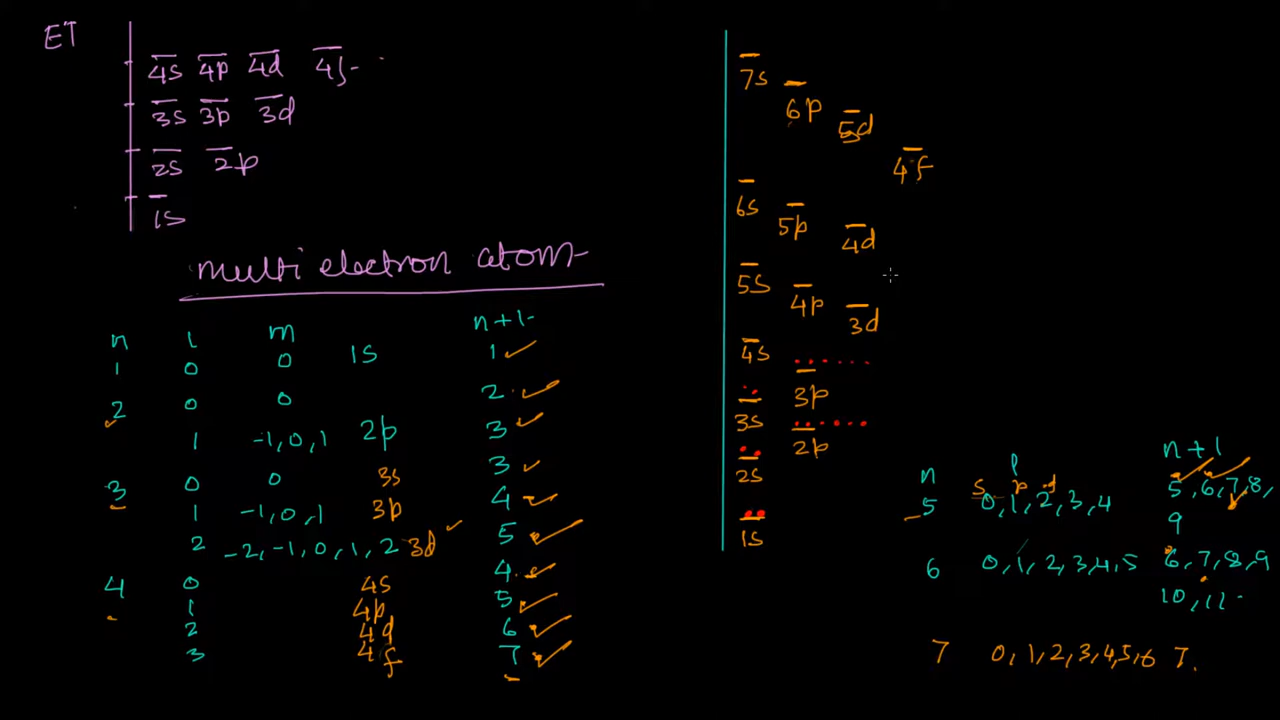 ET
4s 4p 4d 4f
3s 3p 3d
2s 2p
1s
multi electron atom
n l m n+l
1 0 0 1s 1
2 0 0 2
1 -1,0,1 2p 3
3 0 0 3s 3
1 -1,0,1 3p 4
2 -2,-1,0,1,2 3d 5
4 0 4s 4
1 4p 5
2 4d 6
3 4f 7
7s
6p 5d
4f
6s
5p 4d
5s
4p 3d
4s
3p
3s
2p
2s
1s
n l n+l
s p d
5 0,1,2,3,4 5,6,7,8,
9
6 0,1,2,3,4,5 6,7,8,9
10,11
7 0,1,2,3,4,5,6 7.